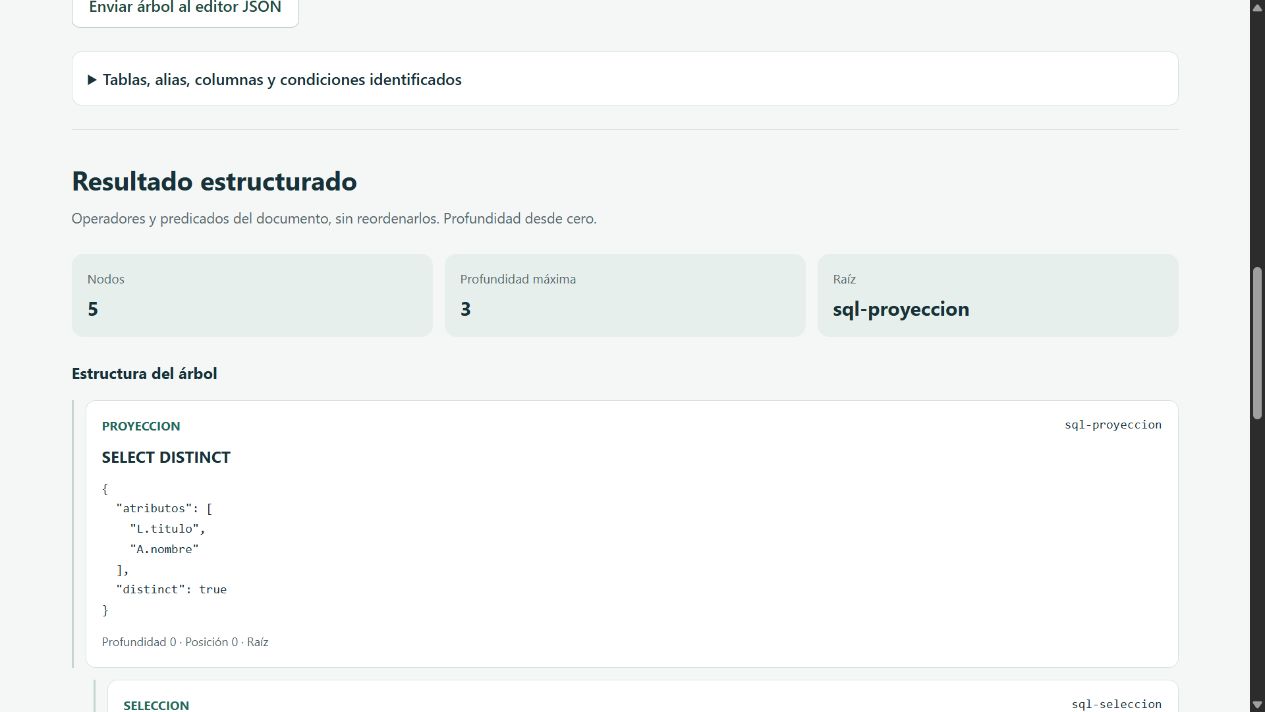 Enviar árbol al editor JSON
▶ Tablas, alias, columnas y condiciones identificados
Resultado estructurado
Operadores y predicados del documento, sin reordenarlos. Profundidad desde cero.
Nodos
5
Profundidad máxima
3
Raíz
sql-proyeccion
Estructura del árbol
PROYECCION
sql-proyeccion
SELECT DISTINCT
{
  "atributos": [
    "L.titulo",
    "A.nombre"
  ],
  "distinct": true
}
Profundidad 0 · Posición 0 · Raíz
SELECCION
sql-seleccion